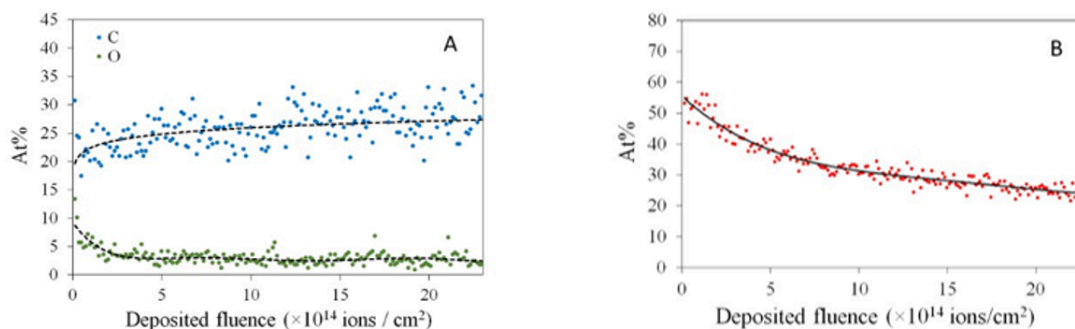 45
40
35
30
25
20
15
10
5
0
At%
C
O
A
0 5 10 15 20
Deposited fluence (×10¹⁴ ions / cm²)
80
70
60
50
40
30
20
10
0
At%
B
0 5 10 15 20
Deposited fluence (×10¹⁴ ions/cm²)